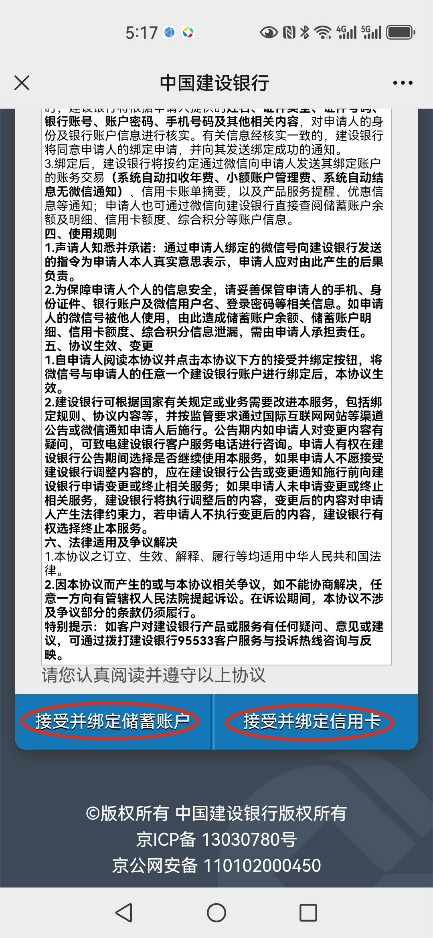 5:17
4G 5G
中国建设银行
时，建设银行将根据申请人提供的姓名、证件类型、证件号码、
银行账号、账户密码、手机号码及其他相关内容，对申请人的身
份及银行账户信息进行核实。有关信息经核实一致的，建设银行
将同意申请人的绑定申请，并向其发送绑定成功的通知。
3.绑定后，建设银行将按约定通过微信向申请人发送其绑定账户
的账务交易（系统自动扣收年费、小额账户管理费、系统自动结
息无微信通知）、信用卡账单摘要，以及产品服务提醒、优惠信
息等通知；申请人也可通过微信向建设银行直接查阅储蓄账户余
额及明细、信用卡额度、综合积分等账户信息。
四、使用规则
1.声请人知悉并承诺：通过申请人绑定的微信号向建设银行发送
的指令为申请人本人真实意思表示，申请人应对由此产生的后果
负责。
2.为保障申请人个人的信息安全，请妥善保管申请人的手机、身
份证件、银行账户及微信用户名、登录密码等相关信息。如申请
人的微信号被他人使用，由此造成储蓄账户余额、储蓄账户明
细、信用卡额度、综合积分信息泄漏，需由申请人承担责任。
五、协议生效、变更
1.自申请人阅读本协议并点击本协议下方的接受并绑定按钮，将
微信号与申请人的任意一个建设银行账户进行绑定后，本协议生
效。
2.建设银行可根据国家有关规定或业务需要改进本服务，包括绑
定规则、协议内容等，并按监管要求通过国际互联网网站等渠道
公告或微信通知申请人后施行。公告期内如申请人对变更内容有
疑问，可致电建设银行客户服务电话进行咨询。申请人有权在建
设银行公告期间选择是否继续使用本服务，如果申请人不愿接受
建设银行调整内容的，应在建设银行公告或变更通知施行前向建
设银行申请变更或终止相关服务；如果申请人未申请变更或终止
相关服务，建设银行将执行调整后的内容，变更后的内容对申请
人产生法律约束力，若申请人不执行变更后的内容，建设银行有
权选择终止本服务。
六、法律适用及争议解决
1.本协议之订立、生效、解释、履行等均适用中华人民共和国法
律。
2.因本协议而产生的或与本协议相关争议，如不能协商解决，任
意一方向有管辖权人民法院提起诉讼。在诉讼期间，本协议不涉
及争议部分的条款仍须履行。
特别提示：如客户对建设银行产品或服务有任何疑问、意见或建
议，可通过拨打建设银行95533客户服务与投诉热线咨询与反
映。
请您认真阅读并遵守以上协议
接受并绑定储蓄账户 接受并绑定信用卡
©版权所有 中国建设银行版权所有
京ICP备 13030780号
京公网安备 110102000450